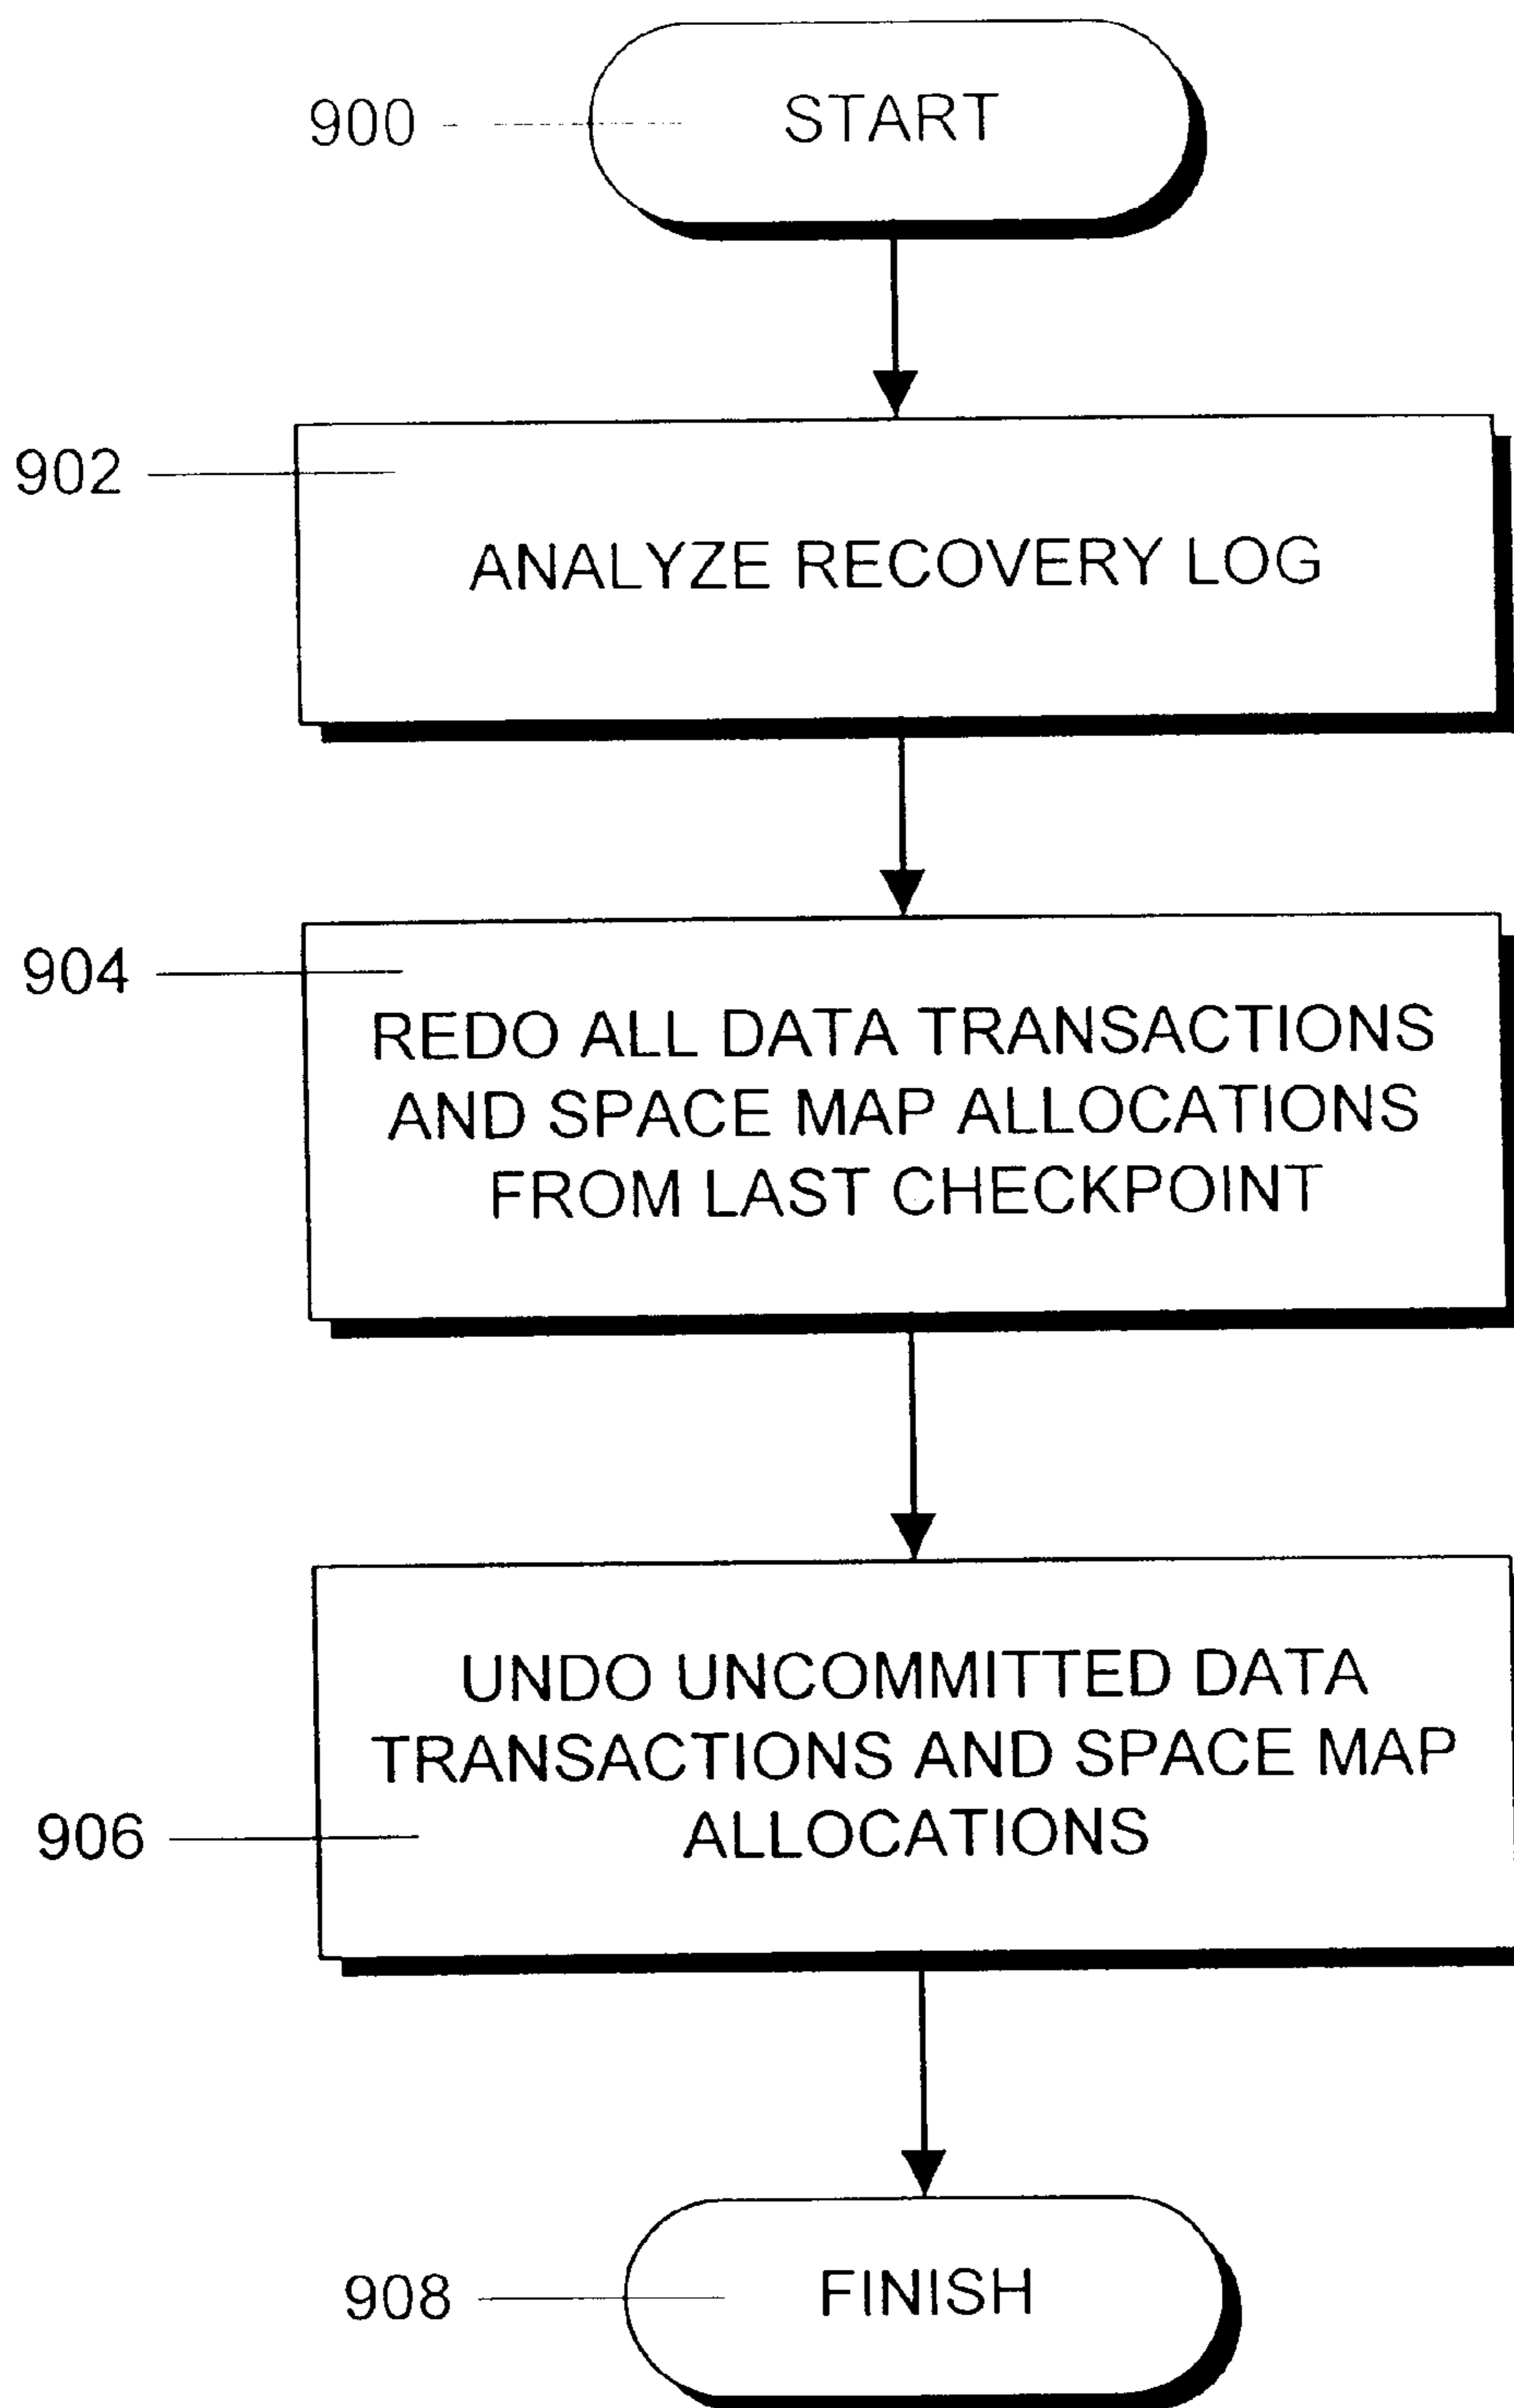 900
START
902
ANALYZE RECOVERY LOG
904
REDO ALL DATA TRANSACTIONS
AND SPACE MAP ALLOCATIONS
FROM LAST CHECKPOINT
UNDO UNCOMMITTED DATA
TRANSACTIONS AND SPACE MAP
906
ALLOCATIONS
908
FINISH